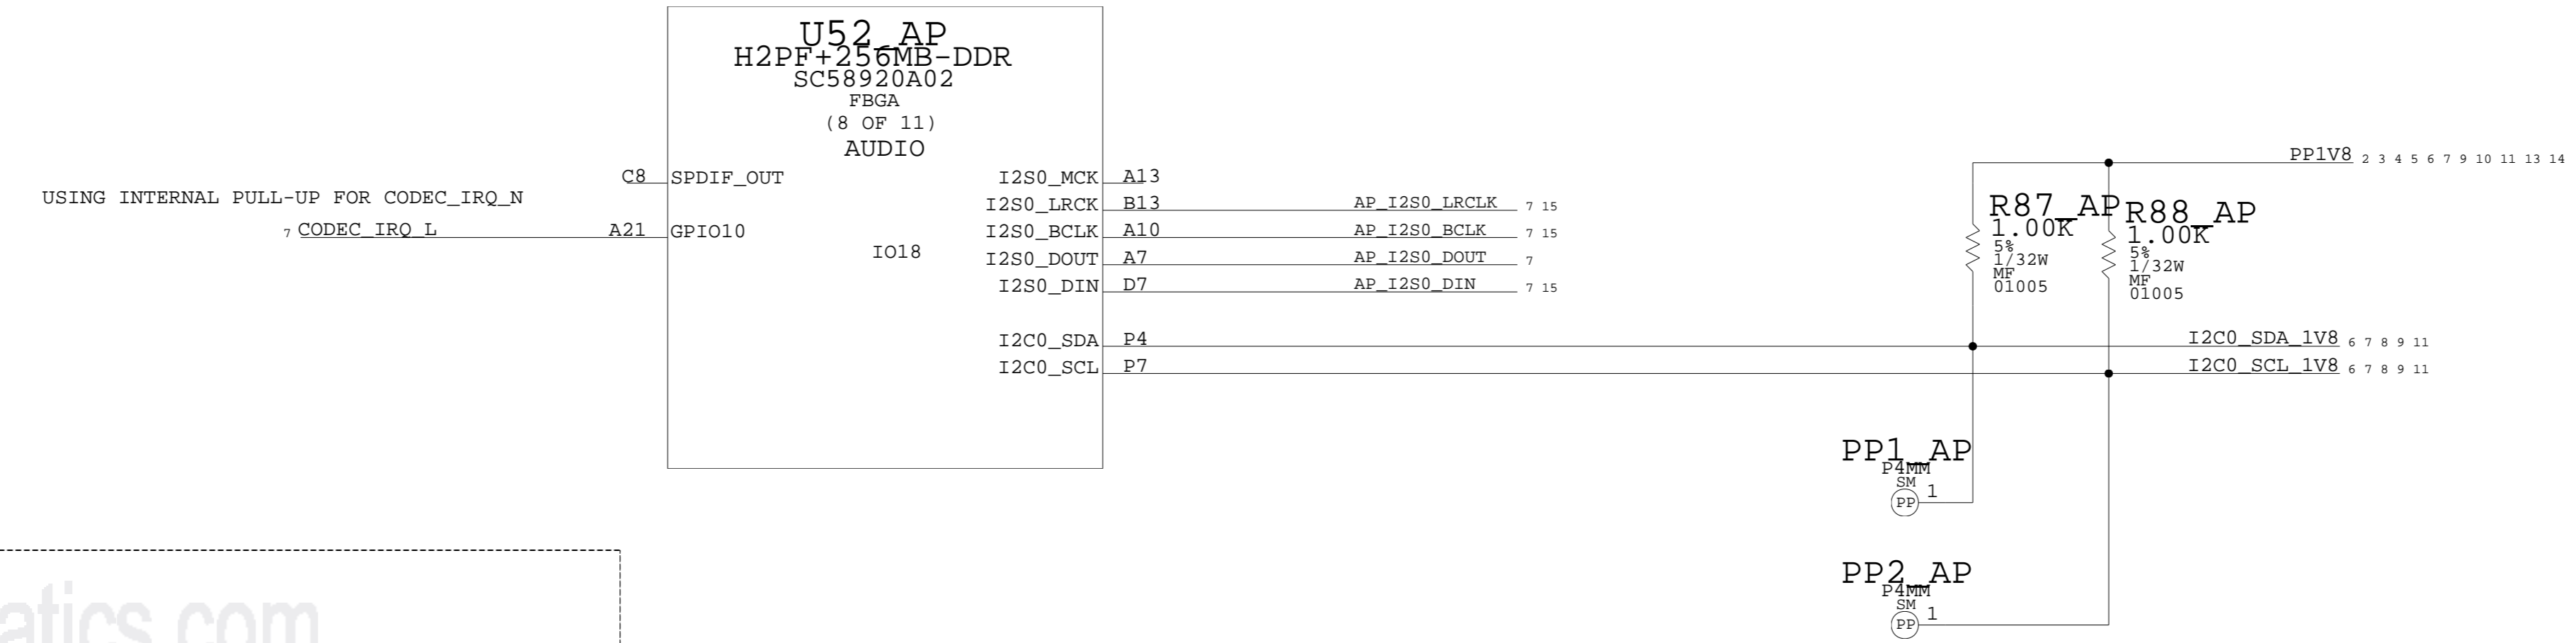 U52_AP
H2PF+256MB-DDR
SC58920A02
FBGA
(8 OF 11)
AUDIO
C8 SPDIF_OUT
USING INTERNAL PULL-UP FOR CODEC_IRQ_N
7 CODEC_IRQ_L A21 GPIO10
IO18
I2S0_MCK A13
I2S0_LRCK B13 AP_I2S0_LRCLK 7 15
I2S0_BCLK A10 AP_I2S0_BCLK 7 15
I2S0_DOUT A7 AP_I2S0_DOUT 7
I2S0_DIN D7 AP_I2S0_DIN 7 15
I2C0_SDA P4
I2C0_SCL P7
PP1V8 2 3 4 5 6 7 9 10 11 13 14
R87_AP
1.00K
5%
1/32W
MF
01005
R88_AP
1.00K
5%
1/32W
MF
01005
I2C0_SDA_1V8 6 7 8 9 11
I2C0_SCL_1V8 6 7 8 9 11
PP1_AP
P4MM
SM
PP 1
PP2_AP
P4MM
SM
PP 1
atics.com